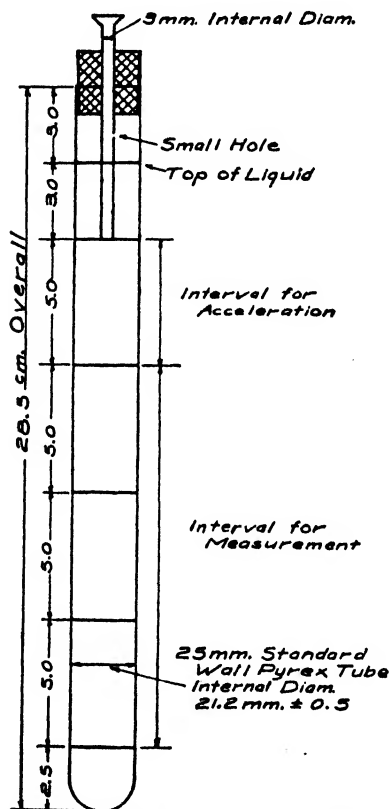 3mm. Internal Diam.
3.0
Small Hole
Top of Liquid
3.0
5.0
Interval for
Acceleration
28.5 cm. Overall
5.0
5.0
Interval for
Measurement
5.0
25mm. Standard
Wall Pyrex Tube
Internal Diam.
21.2 mm. ± 0.5
2.5